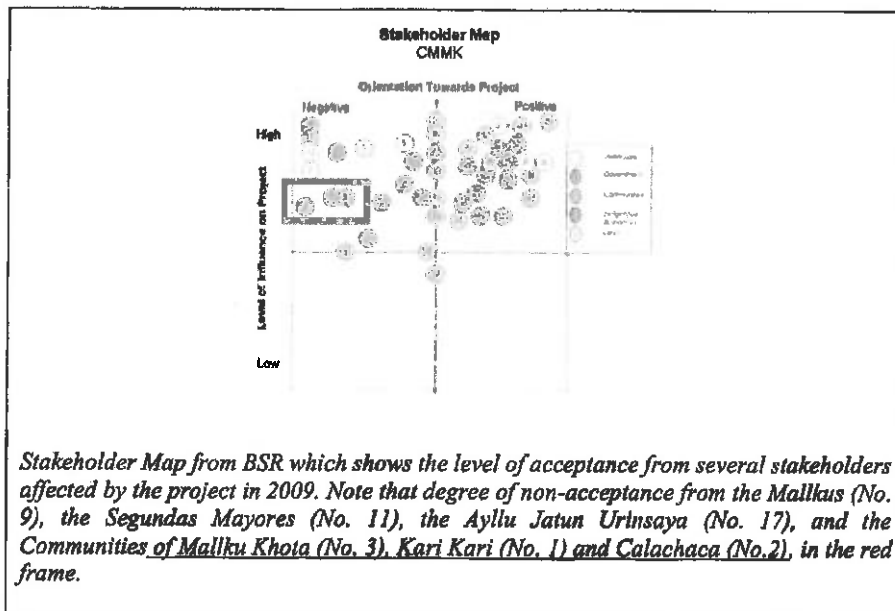 Stakeholder Map
CMMK
Orientation Towards Project
Negative Positive
High
Level of Influence on Project
Low
Stakeholder Map from BSR which shows the level of acceptance from several stakeholders
affected by the project in 2009. Note that degree of non-acceptance from the Mallkus (No.
9), the Segundas Mayores (No. 11), the Ayllu Jatun Urinsaya (No. 17), and the
Communities of Mallku Khota (No. 3), Kari Kari (No. 1) and Calachaca (No.2), in the red
frame.